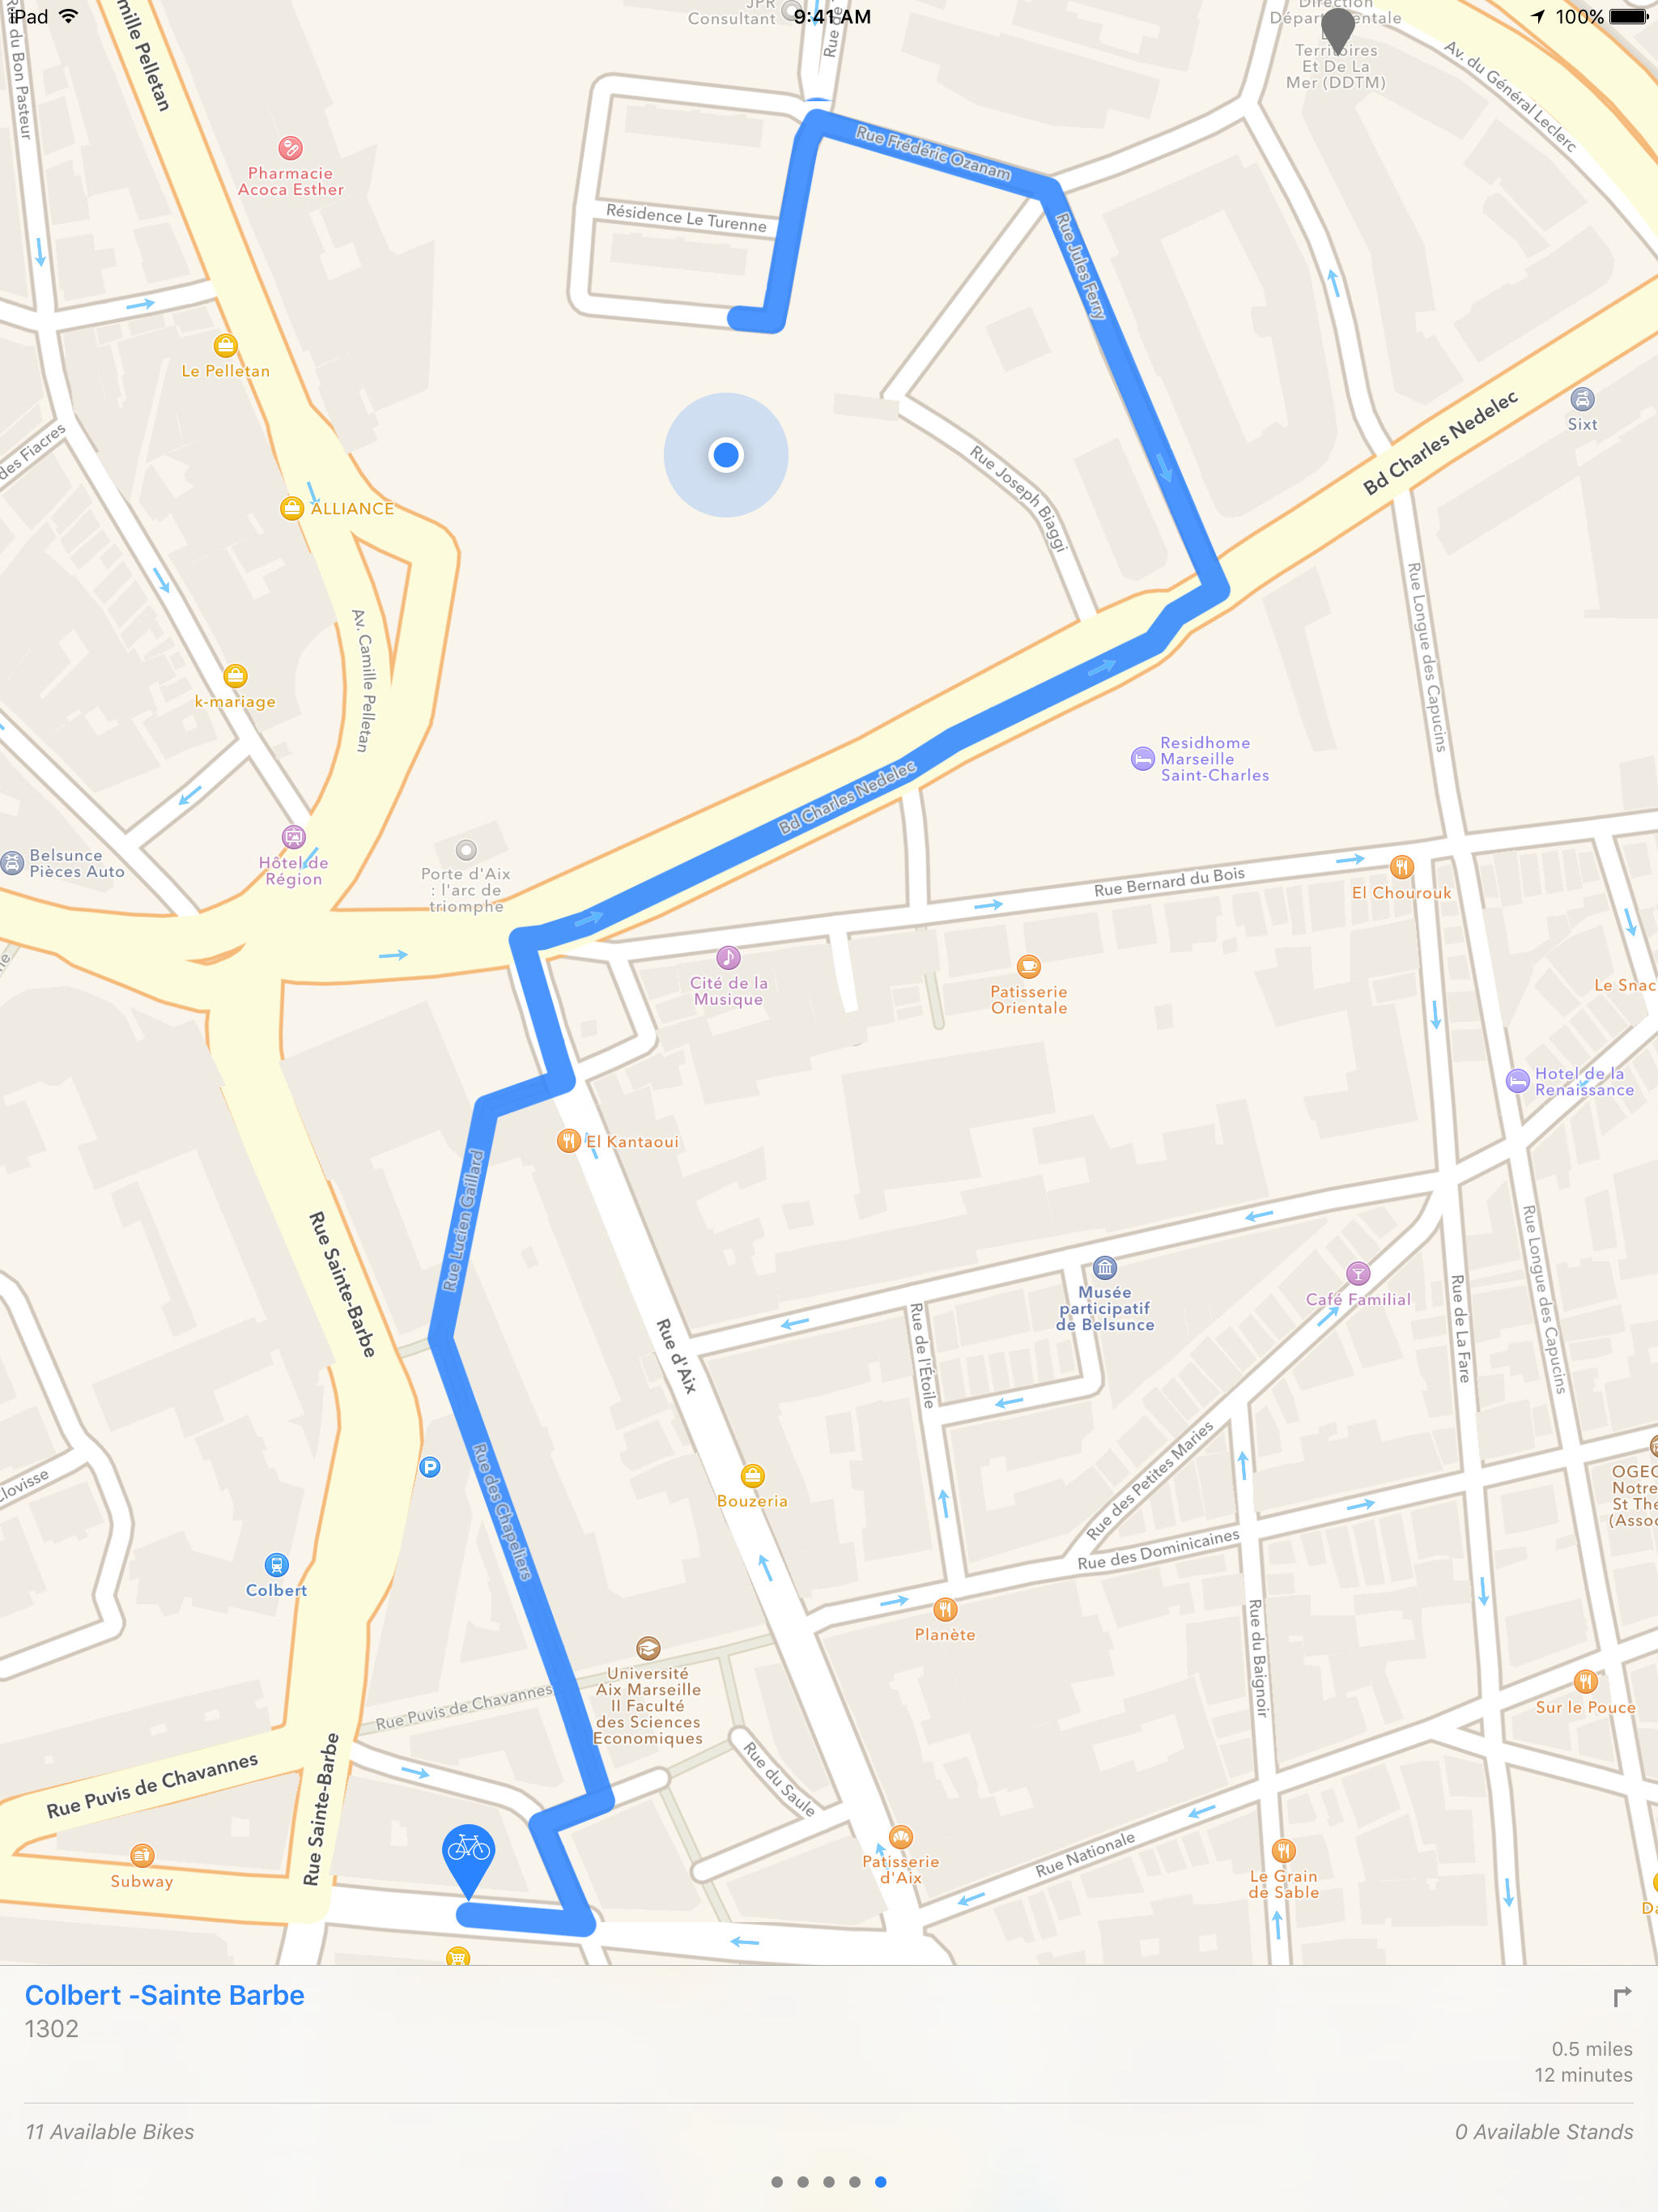 iPad
9:41 AM
100%
JPR
Consultant
Rue de
Direction
Départementale
Territoires
Et De La
Mer (DDTM)
Av. du Général Leclerc
du Bon Pasteur
mille Pelletan
Pharmacie
Acoca Esther
Rue Frédéric Ozanam
Résidence Le Turenne
Rue Jules Ferry
Le Pelletan
des Fiacres
ALLIANCE
Sixt
Bd Charles Nedelec
Rue Joseph Biaggi
Av. Camille Pelletan
Rue Longue des Capucins
k-mariage
Residhome
Marseille
Saint-Charles
Bd Charles Nedelec
Belsunce
Pièces Auto
Hôtel de
Région
Porte d'Aix
: l'arc de
triomphe
Rue Bernard du Bois
El Chourouk
Cité de la
Musique
Patisserie
Orientale
Le Snac
Hotel de la
Renaissance
El Kantaoui
Rue Lucien Gaillard
Rue Sainte-Barbe
Musée
participatif
de Belsunce
Café Familial
Rue d'Aix
Rue de l'Étoile
Rue de La Fare
Rue Longue des Capucins
Rue des Petites Maries
Rue des Chapeliers
Clovisse
OGEC
Notre
St Thé
(Assoc
Bouzeria
Rue des Dominicaines
Colbert
Planète
Rue du Baignoir
Université
Aix Marseille
II Faculté
des Sciences
Economiques
Rue Puvis de Chavannes
Sur le Pouce
Rue Puvis de Chavannes
Rue Sainte-Barbe
Rue du Saule
Subway
Patisserie
d'Aix
Rue Nationale
Le Grain
de Sable
Da
Colbert -Sainte Barbe
1302
0.5 miles
12 minutes
11 Available Bikes
0 Available Stands